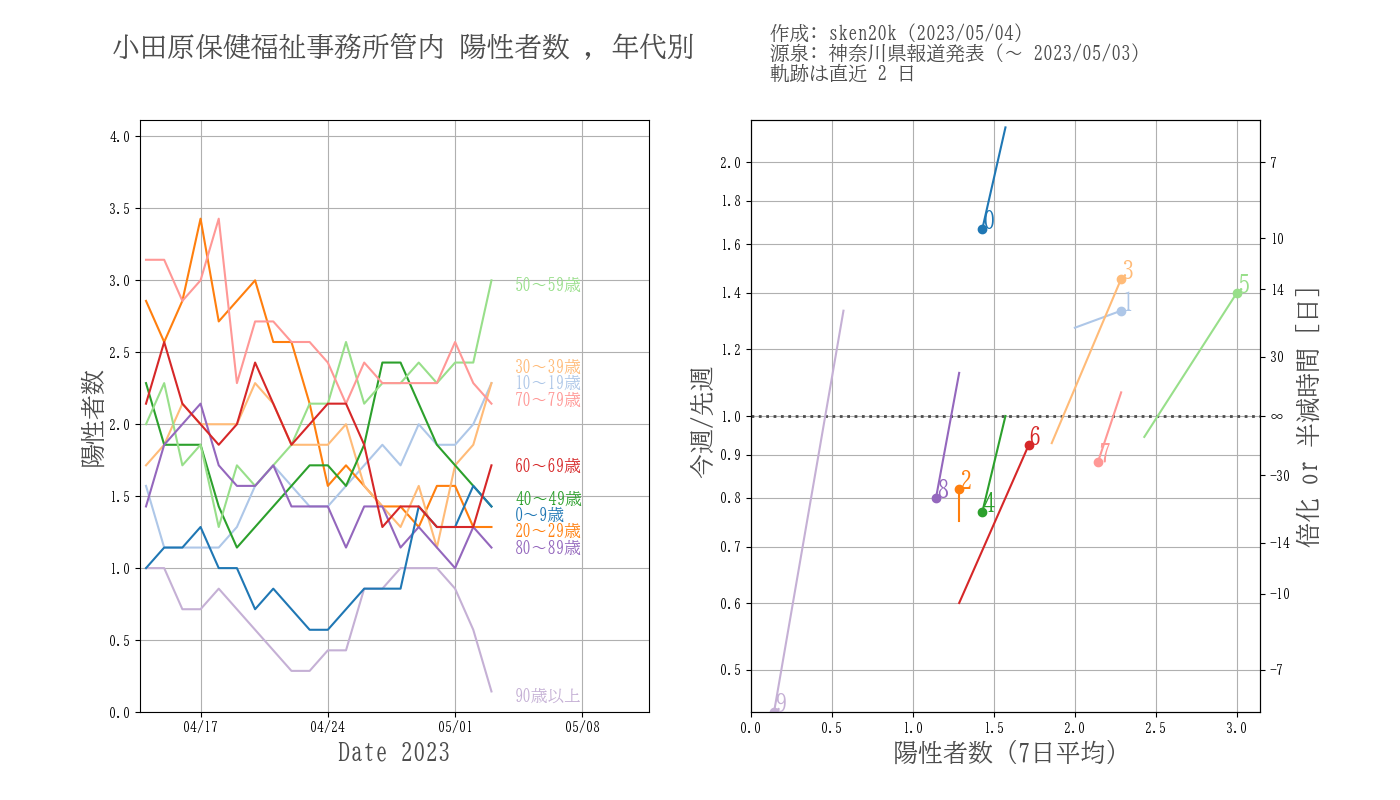 小田原保健福祉事務所管内 陽性者数 , 年代別
作成: sken20k (2023/05/04)
源泉: 神奈川県報道発表 (～ 2023/05/03)
軌跡は直近 2 日
陽性者数
4.0
3.5
3.0
2.5
2.0
1.5
1.0
0.5
0.0
04/17
04/24
05/01
05/08
Date 2023
50～59歳
30～39歳
10～19歳
70～79歳
60～69歳
40～49歳
0～9歳
20～29歳
80～89歳
90歳以上
今週/先週
2.0
1.8
1.6
1.4
1.2
1.0
0.9
0.8
0.7
0.6
0.5
0
3
1
5
6
7
2
8
4
9
7
10
14
30
∞
−30
−14
−10
−7
倍化 or 半減時間 [日]
0.0
0.5
1.0
1.5
2.0
2.5
3.0
陽性者数 (7日平均)